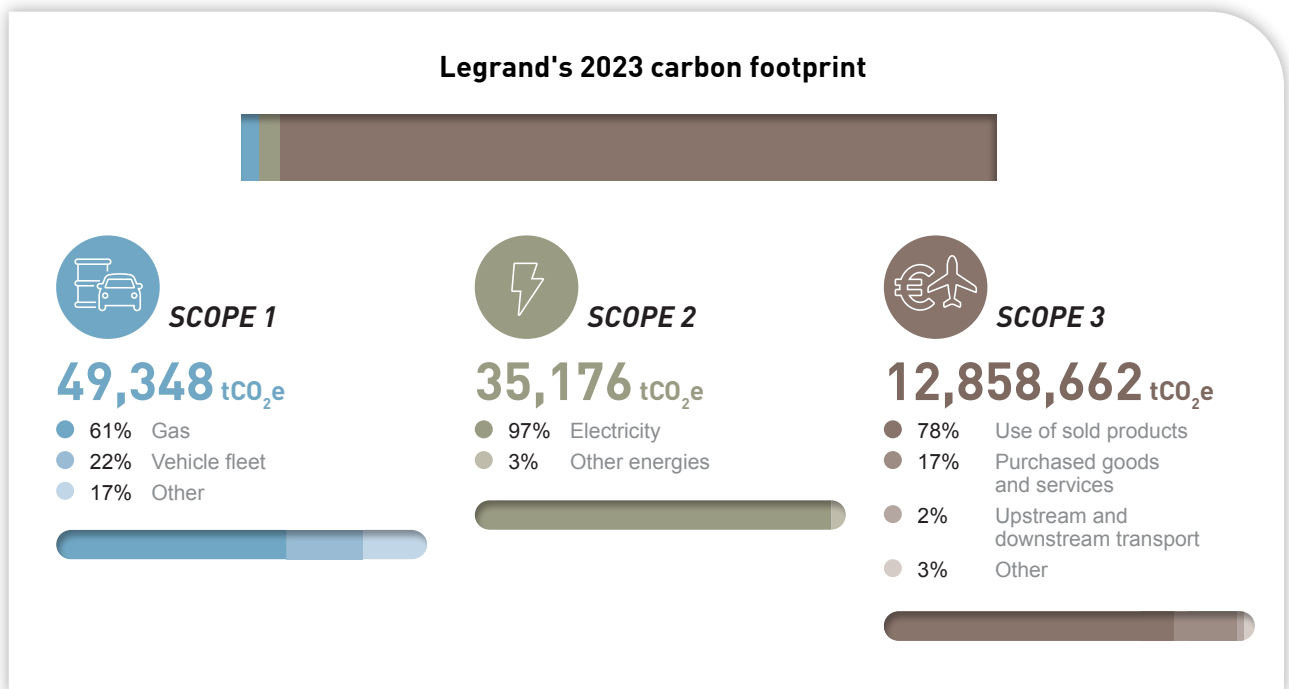 Legrand's 2023 carbon footprint
SCOPE 1
49,348 tCO₂e
61% Gas
22% Vehicle fleet
17% Other
SCOPE 2
35,176 tCO₂e
97% Electricity
3% Other energies
SCOPE 3
12,858,662 tCO₂e
78% Use of sold products
17% Purchased goods
and services
2% Upstream and
downstream transport
3% Other